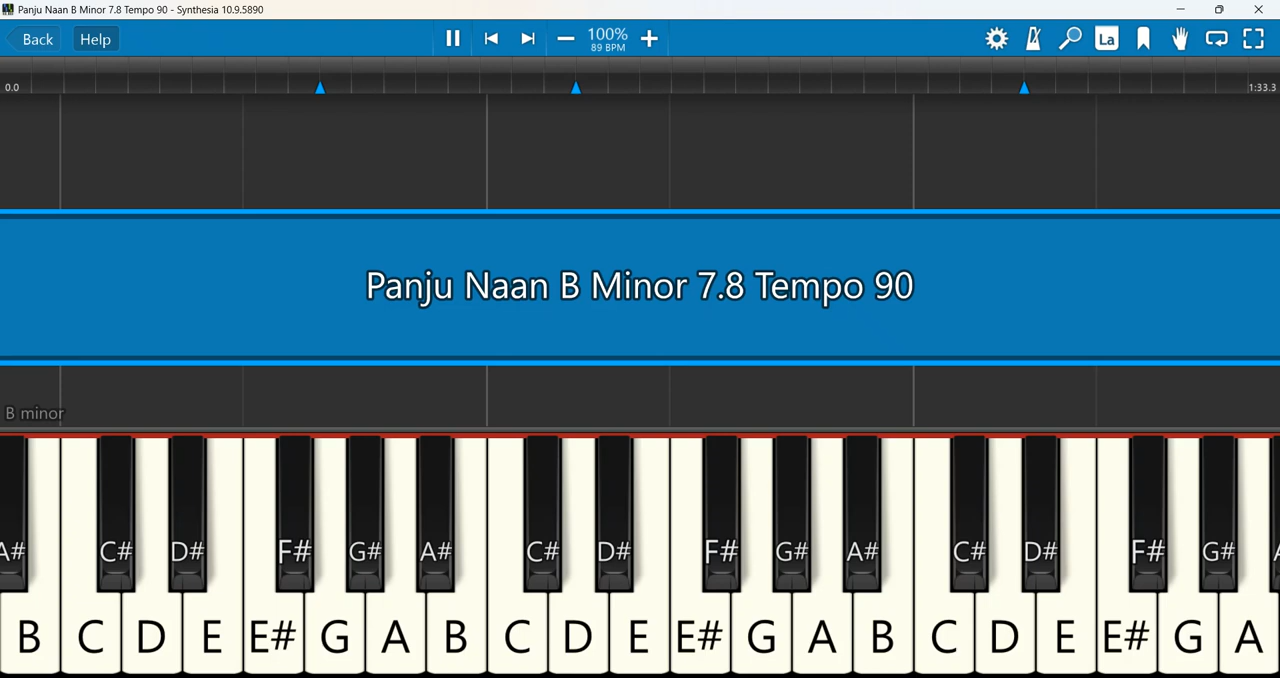 Panju Naan B Minor 7.8 Tempo 90 - Synthesia 10.9.5890
Back Help 100% La
89 BPM
0.0 1:33.3
Panju Naan B Minor 7.8 Tempo 90
B minor
A# C# D# F# G# A# C# D# F# G# A# C# D# F# G# A
B C D E E# G A B C D E E# G A B C D E E# G A